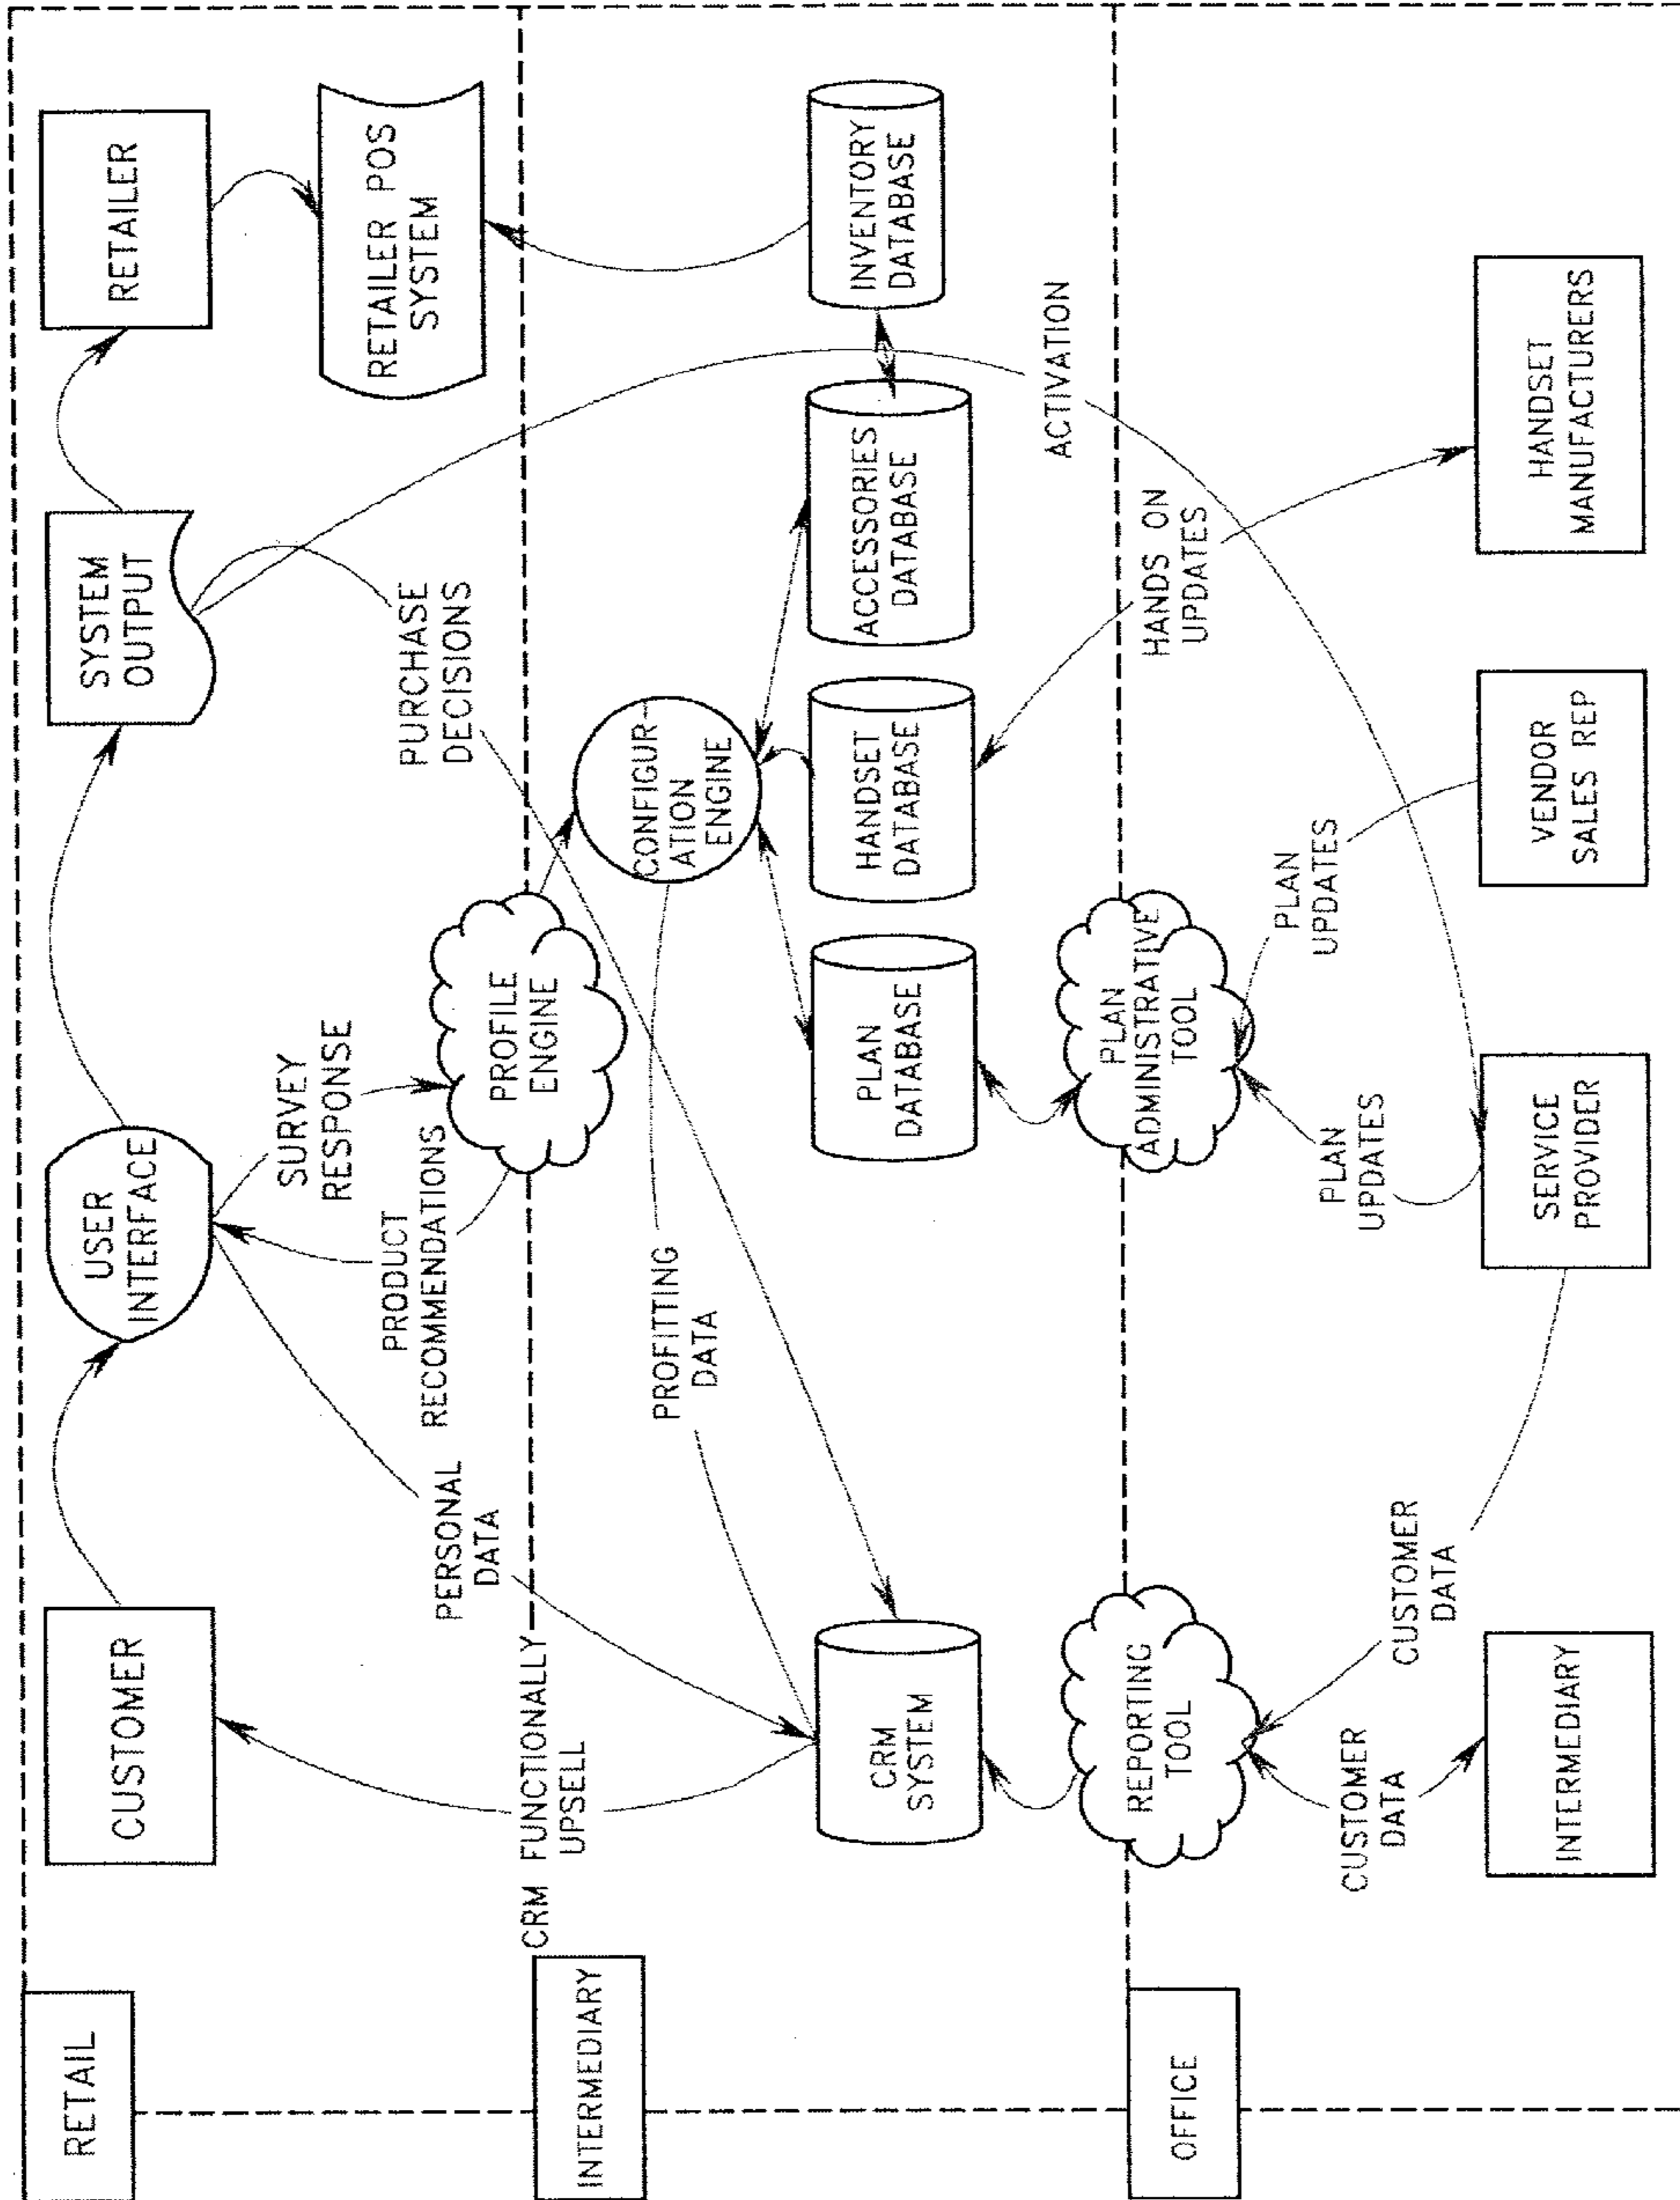 RETAIL
CUSTOMER
USER
INTERFACE
SYSTEM
OUTPUT
RETAILER
RETAILER POS
SYSTEM
SURVEY
RESPONSE
PURCHASE
DECISIONS
PRODUCT
RECOMMENDATIONS
PERSONAL
DATA
PROFILE
ENGINE
CRM FUNCTIONALLY
UPSELL
INTERMEDIARY
CONFIGUR-
ATION
ENGINE
PROFITTING
DATA
CRM
SYSTEM
PLAN
DATABASE
HANDSET
DATABASE
ACCESSORIES
DATABASE
INVENTORY
DATABASE
ACTIVATION
HANDS ON
UPDATES
OFFICE
REPORTING
TOOL
PLAN
ADMINISTRATIVE
TOOL
PLAN
UPDATES
PLAN
UPDATES
CUSTOMER
DATA
CUSTOMER
DATA
INTERMEDIARY
SERVICE
PROVIDER
VENDOR
SALES REP
HANDSET
MANUFACTURERS